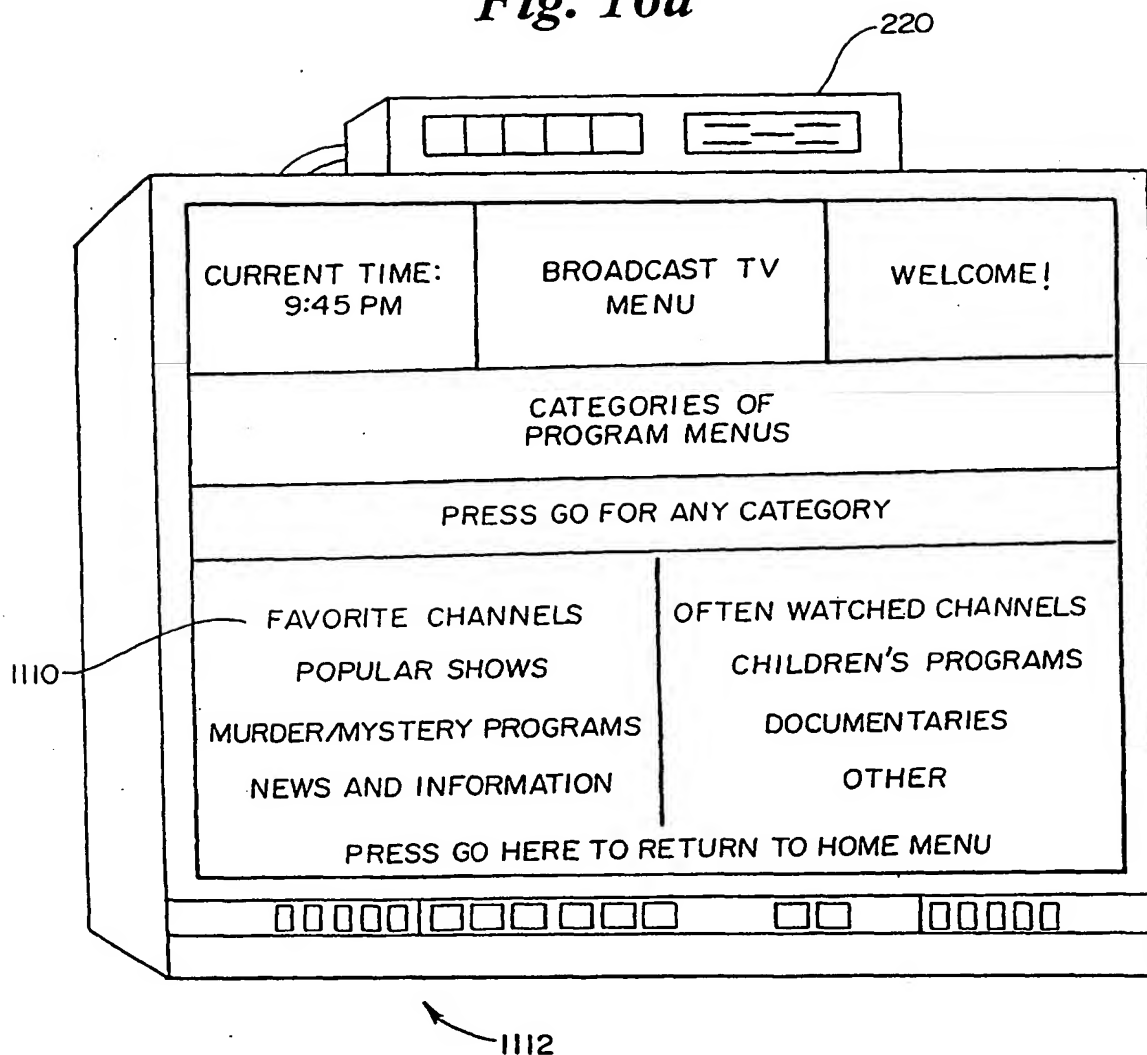 Fig. 16a
220
CURRENT TIME:
9:45 PM
BROADCAST TV
MENU
WELCOME!
CATEGORIES OF
PROGRAM MENUS
PRESS GO FOR ANY CATEGORY
FAVORITE CHANNELS
POPULAR SHOWS
MURDER/MYSTERY PROGRAMS
NEWS AND INFORMATION
OFTEN WATCHED CHANNELS
CHILDREN'S PROGRAMS
DOCUMENTARIES
OTHER
PRESS GO HERE TO RETURN TO HOME MENU
1110
1112